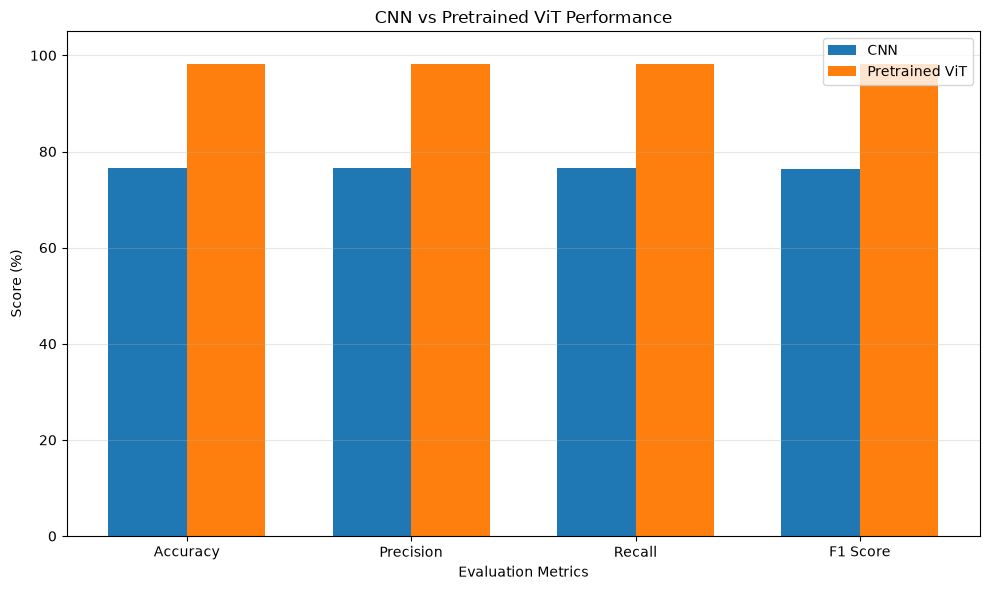 CNN vs Pretrained ViT Performance
CNN
Pretrained ViT
100
80
60
40
20
0
Score (%)
Accuracy
Precision
Recall
F1 Score
Evaluation Metrics